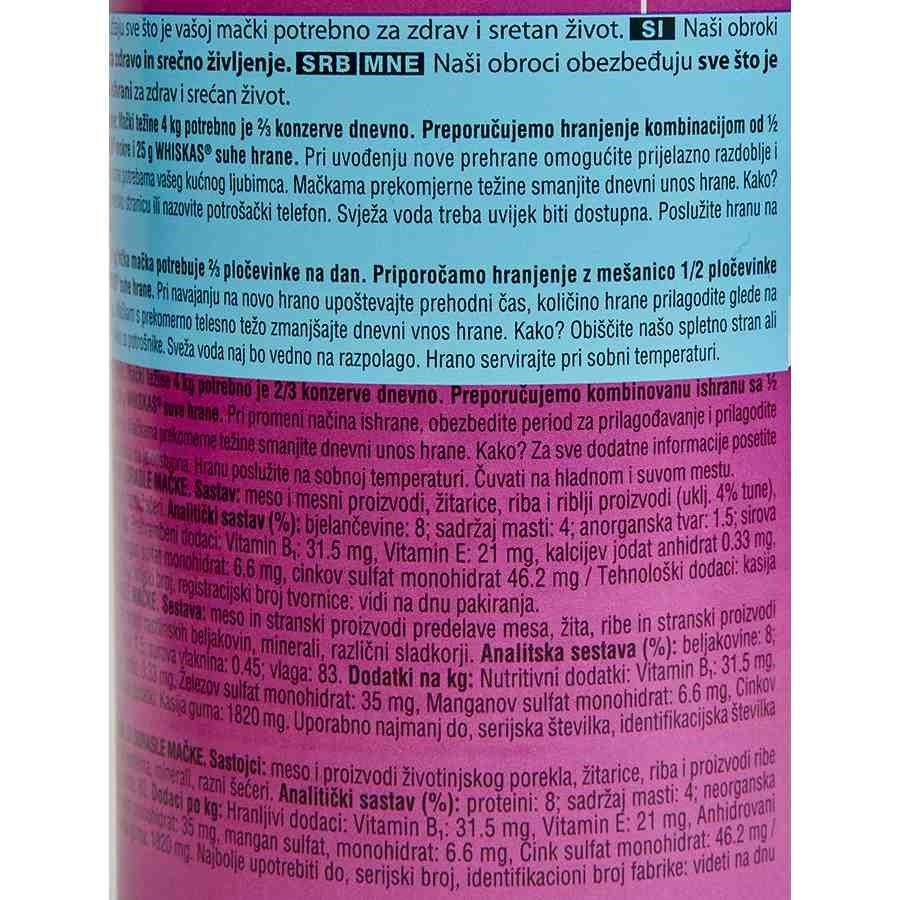 sve što je vašoj mački potrebno za zdrav i sretan život. SI Naši obroki
zdravo in srečno življenje. SRB MNE Naši obroci obezbeđuju sve što je
za zdrav i srećan život.
Mački težine 4 kg potrebno je ⅔ konzerve dnevno. Preporučujemo hranjenje kombinacijom od ½
i 25 g WHISKAS® suhe hrane. Pri uvođenju nove prehrane omogućite prijelazno razdoblje i
potrebama vašeg kućnog ljubimca. Mačkama prekomjerne težine smanjite dnevni unos hrane. Kako?
stranicu ili nazovite potrošački telefon. Svježa voda treba uvijek biti dostupna. Poslužite hranu na
mačka potrebuje ⅔ pločevinke na dan. Priporočamo hranjenje z mešanico 1/2 pločevinke
suhe hrane. Pri navajanju na novo hrano upoštevajte prehodni čas, količino hrane prilagodite glede na
s prekomerno telesno težo zmanjšajte dnevni vnos hrane. Kako? Obiščite našo spletno stran ali
za potrošnike. Sveža voda naj bo vedno na razpolago. Hrano servirajte pri sobni temperaturi.
Mački težine 4 kg potrebno je 2/3 konzerve dnevno. Preporučujemo kombinovanu ishranu sa ½
WHISKAS® suve hrane. Pri promeni načina ishrane, obezbedite period za prilagođavanje i prilagodite
prekomerne težine smanjite dnevni unos hrane. Kako? Za sve dodatne informacije posetite
Hranu poslužite na sobnoj temperaturi. Čuvati na hladnom i suvom mestu.
MAČKE. Sastav: meso i mesni proizvodi, žitarice, riba i riblji proizvodi (uklj. 4% tune),
Analitički sastav (%): bjelančevine: 8; sadržaj masti: 4; anorganska tvar: 1.5; sirova
dodaci: Vitamin B₁: 31.5 mg, Vitamin E: 21 mg, kalcijev jodat anhidrat 0.33 mg,
sulfat monohidrat: 6.6 mg, cinkov sulfat monohidrat 46.2 mg / Tehnološki dodaci: kasija
broj, registracijski broj tvornice: vidi na dnu pakiranja.
MAČKE. Sestava: meso in stranski proizvodi predelave mesa, žita, ribe in stranski proizvodi
beljakovin, minerali, različni sladkorji. Analitska sestava (%): beljakovine: 8;
surova vlaknina: 0.45; vlaga: 83. Dodatki na kg: Nutritivni dodatki: Vitamin B₁: 31.5 mg,
0.33 mg, Železov sulfat monohidrat: 35 mg, Manganov sulfat monohidrat: 6.6 mg, Cinkov
Kasija guma: 1820 mg. Uporabno najmanj do, serijska številka, identifikacijska številka
ODRASLE MAČKE. Sastojci: meso i proizvodi životinjskog porekla, žitarice, riba i proizvodi ribe
minerali, razni šećeri. Analitički sastav (%): proteini: 8; sadržaj masti: 4; neorganska
Dodaci po kg: Hranljivi dodaci: Vitamin B₁: 31.5 mg, Vitamin E: 21 mg, Anhidrovani
35 mg, mangan sulfat, monohidrat: 6.6 mg, Cink sulfat monohidrat: 46.2 mg /
1820 mg. Najbolje upotrebiti do, serijski broj, identifikacioni broj fabrike: videti na dnu